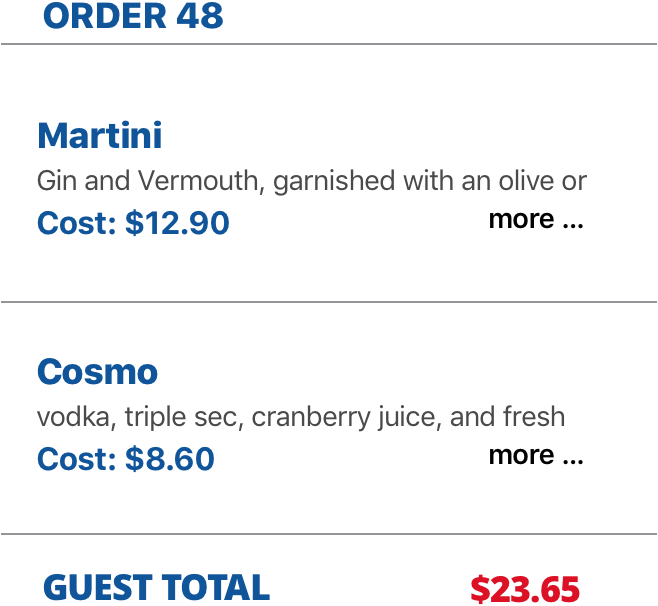 ORDER 48
Martini
Gin and Vermouth, garnished with an olive or
Cost: $12.90 more ...
Cosmo
vodka, triple sec, cranberry juice, and fresh
Cost: $8.60 more ...
GUEST TOTAL $23.65